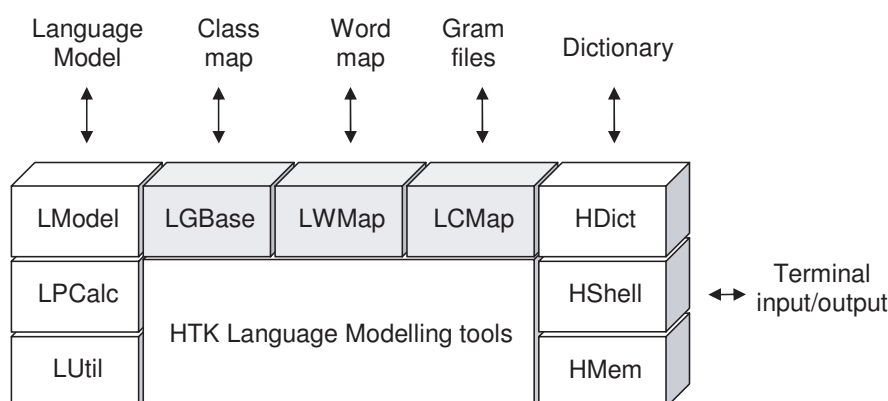 Language
Model
Class
map
Word
map
Gram
files
Dictionary
LModel
LGBase
LWMap
LCMap
HDict
LPCalc
HShell
Terminal
input/output
HTK Language Modelling tools
LUtil
HMem